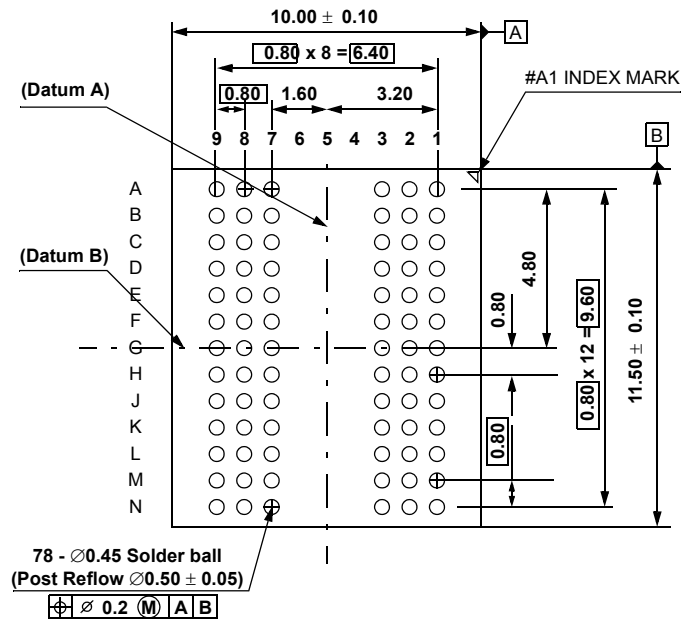 10.00 ± 0.10
A
0.80 x 8 = 6.40
#A1 INDEX MARK
(Datum A)
0.80 1.60 3.20
B
9 8 7 6 5 4 3 2 1
A
B
C
(Datum B)
D
E
F
G
H
J
K
L
M
N
4.80
0.80
0.80 x 12 = 9.60
11.50 ± 0.10
0.80
78 - ∅0.45 Solder ball
(Post Reflow ∅0.50 ± 0.05)
⌖ ⌀ 0.2 Ⓜ A B